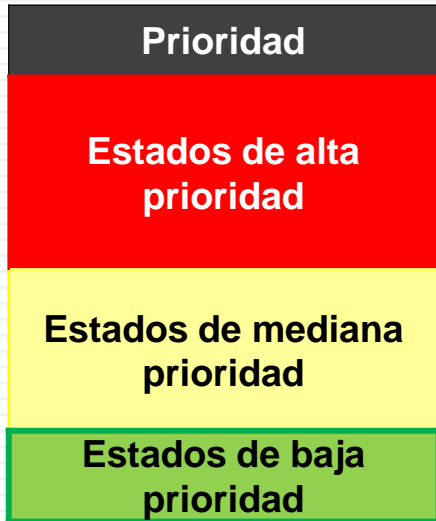 Prioridad
Estados de alta
prioridad
Estados de mediana
prioridad
Estados de baja
prioridad